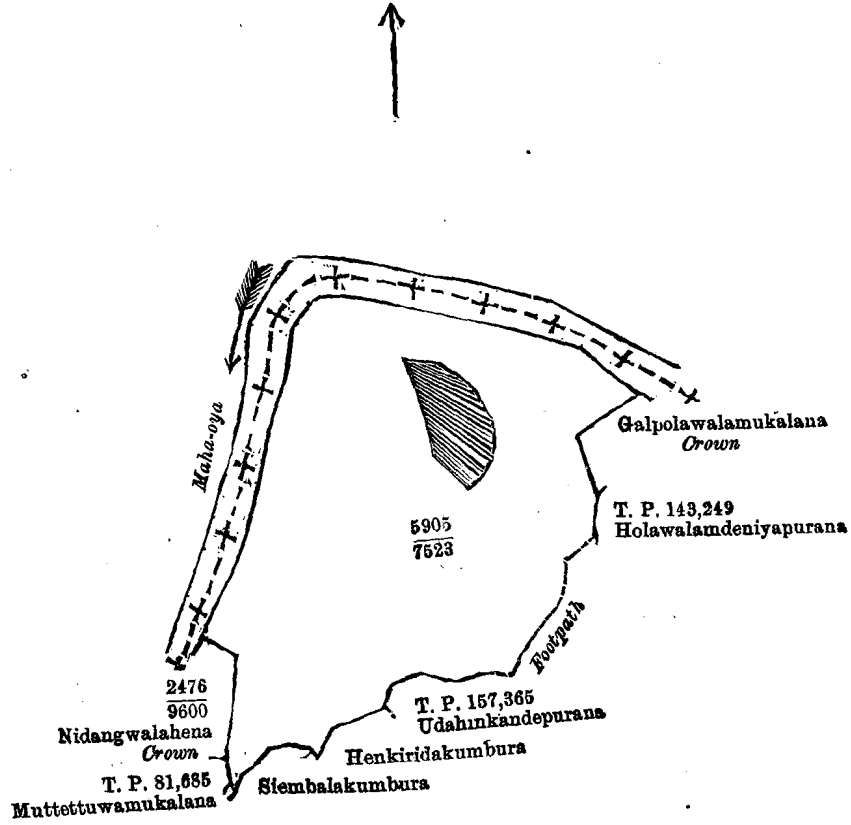 Maha-oya
Galpolawalamukalana
Crown
T. P. 143,249
Holawalamdeniyapurana
5905
7523
Footpath
2476
9600
Nidangwalahena
Crown
T. P. 81,685
Muttettuwamukalana
T. P. 157,365
Udahinkandepurana
Henkiridakumbura
Siembalakumbura